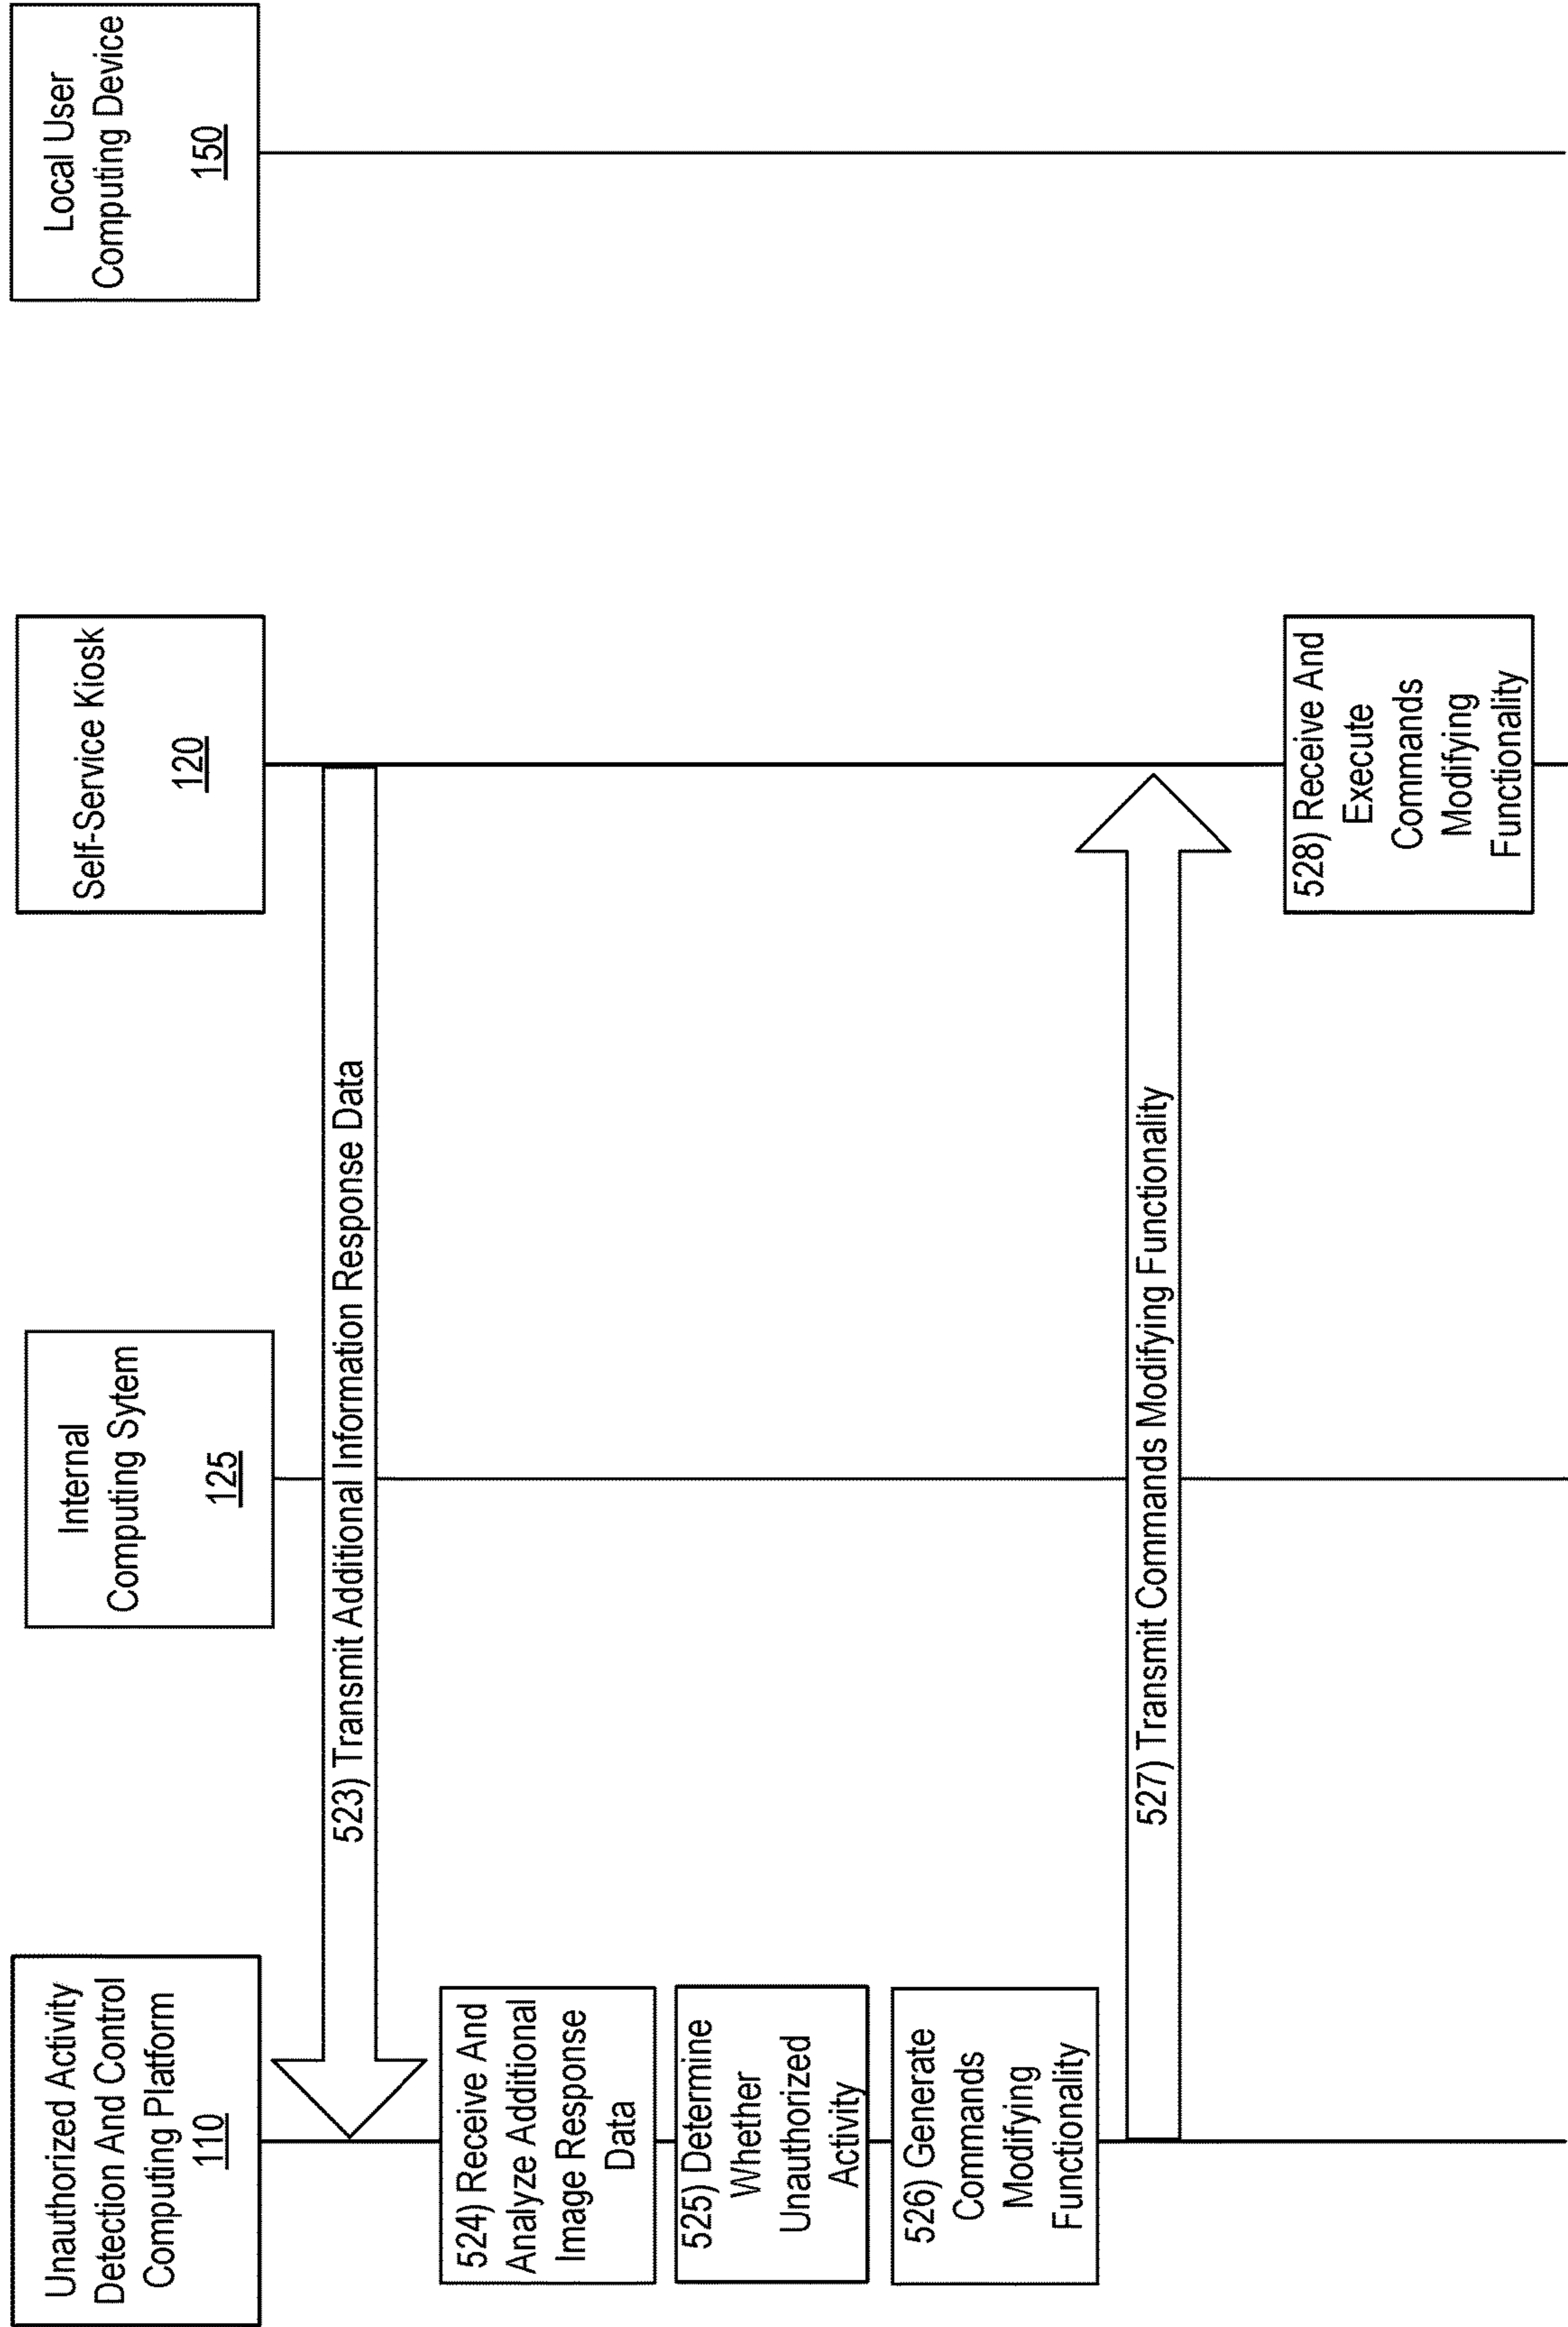 Unauthorized Activity
Detection And Control
Computing Platform
110
Internal
Computing Sytem
125
Self-Service Kiosk
120
Local User
Computing Device
150
523) Transmit Additional Information Response Data
524) Receive And
Analyze Additional
Image Response
Data
525) Determine
Whether
Unauthorized
Activity
526) Generate
Commands
Modifying
Functionality
527) Transmit Commands Modifying Functionality
528) Receive And
Execute
Commands
Modifying
Functionality